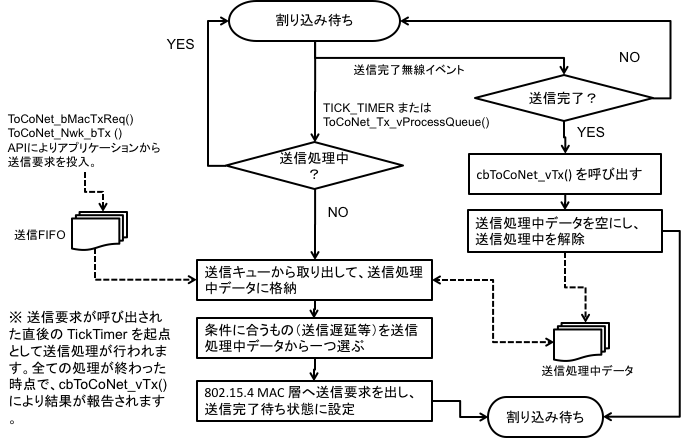 割り込み待ち
YES
NO
送信完了無線イベント
送信完了？
TICK_TIMER または
ToCoNet_Tx_vProcessQueue()
ToCoNet_bMacTxReq()
ToCoNet_Nwk_bTx ()
APIによりアプリケーションから
送信要求を投入。
YES
送信処理中
？
cbToCoNet_vTx() を呼び出す
NO
送信FIFO
送信処理中データを空にし、
送信処理中を解除
送信キューから取り出して、送信処理
中データに格納
※ 送信要求が呼び出され
た直後の TickTimer を起点
として送信処理が行われま
す。全ての処理が終わった
時点で、cbToCoNet_vTx()
により結果が報告されます
。
条件に合うもの（送信遅延等）を送信
処理中データから一つ選ぶ
送信処理中データ
802.15.4 MAC 層へ送信要求を出し、
送信完了待ち状態に設定
割り込み待ち